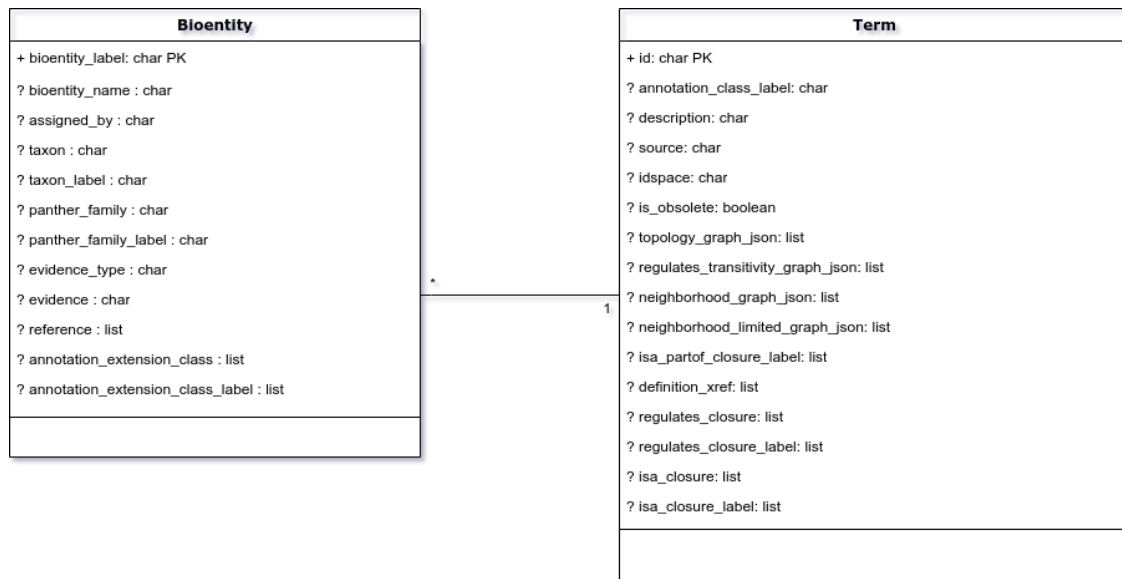 Bioentity
+ bioentity_label: char PK
? bioentity_name : char
? assigned_by : char
? taxon : char
? taxon_label : char
? panther_family : char
? panther_family_label : char
? evidence_type : char
? evidence : char
? reference : list
? annotation_extension_class : list
? annotation_extension_class_label : list
*
1
Term
+ id: char PK
? annotation_class_label: char
? description: char
? source: char
? idspace: char
? is_obsolete: boolean
? topology_graph_json: list
? regulates_transitivity_graph_json: list
? neighborhood_graph_json: list
? neighborhood_limited_graph_json: list
? isa_partof_closure_label: list
? definition_xref: list
? regulates_closure: list
? regulates_closure_label: list
? isa_closure: list
? isa_closure_label: list